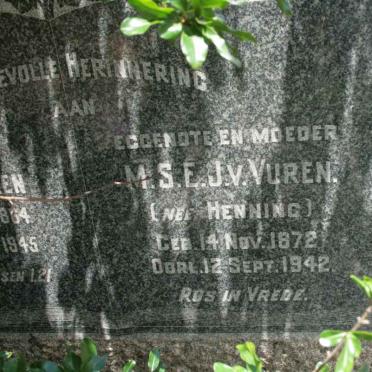 EVOLLE HERINNERING
AAN
EGGENOTE EN MOEDER
M.S.E.J.V. VUREN.
(NEE HENNING)
GEB. 14 NOV. 1872
OORL. 12 SEPT. 1942.
RUS IN VREDE.
EN
1945
SEN 1.21